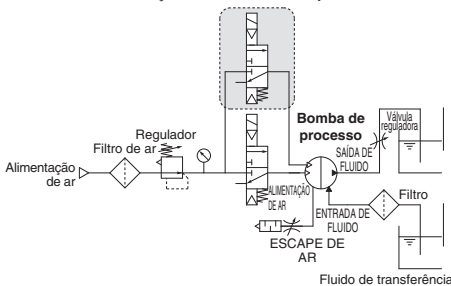 Bomba de
processo
Válvula
reguladora
SAÍDA DE
FLUIDO
Regulador
Filtro de ar
Alimentação
de ar
ALIMENTAÇÃO
DE AR
Filtro
ENTRADA DE
FLUIDO
ESCAPE DE
AR
Fluido de transferência